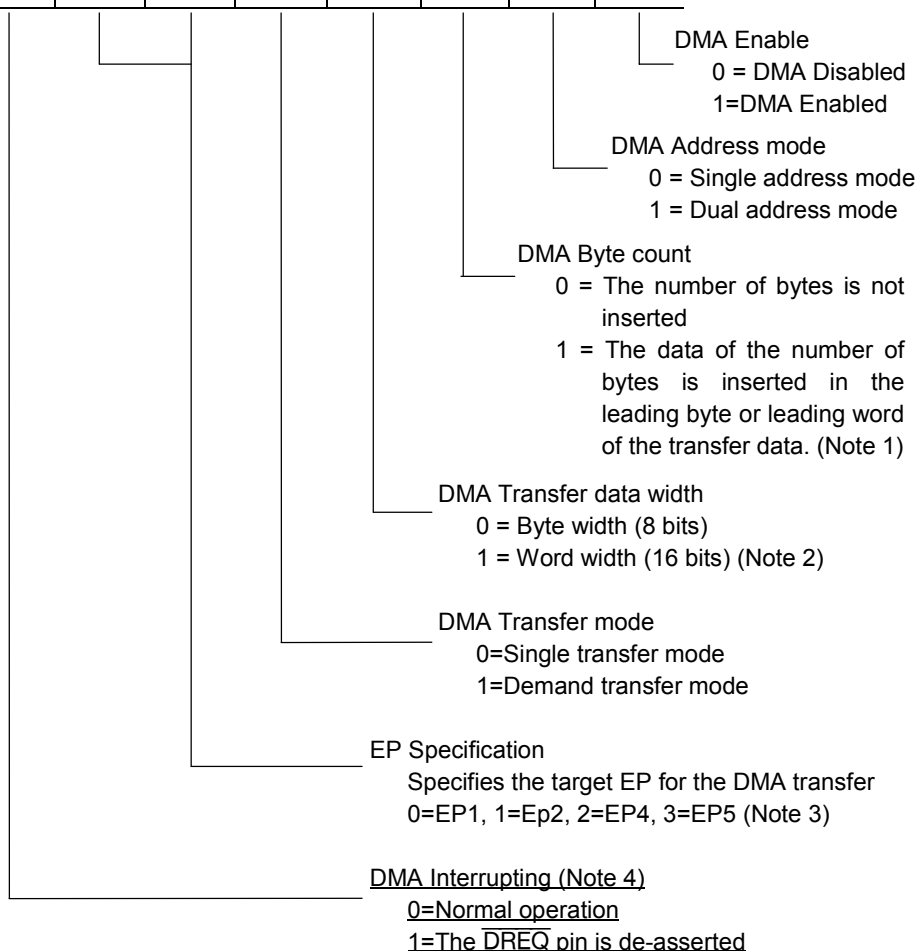 DMA Enable
0 = DMA Disabled
1=DMA Enabled
DMA Address mode
0 = Single address mode
1 = Dual address mode
DMA Byte count
0 = The number of bytes is not
inserted
1 = The data of the number of
bytes is inserted in the
leading byte or leading word
of the transfer data. (Note 1)
DMA Transfer data width
0 = Byte width (8 bits)
1 = Word width (16 bits) (Note 2)
DMA Transfer mode
0=Single transfer mode
1=Demand transfer mode
EP Specification
Specifies the target EP for the DMA transfer
0=EP1, 1=Ep2, 2=EP4, 3=EP5 (Note 3)
DMA Interrupting (Note 4)
0=Normal operation
1=The DREQ pin is de-asserted